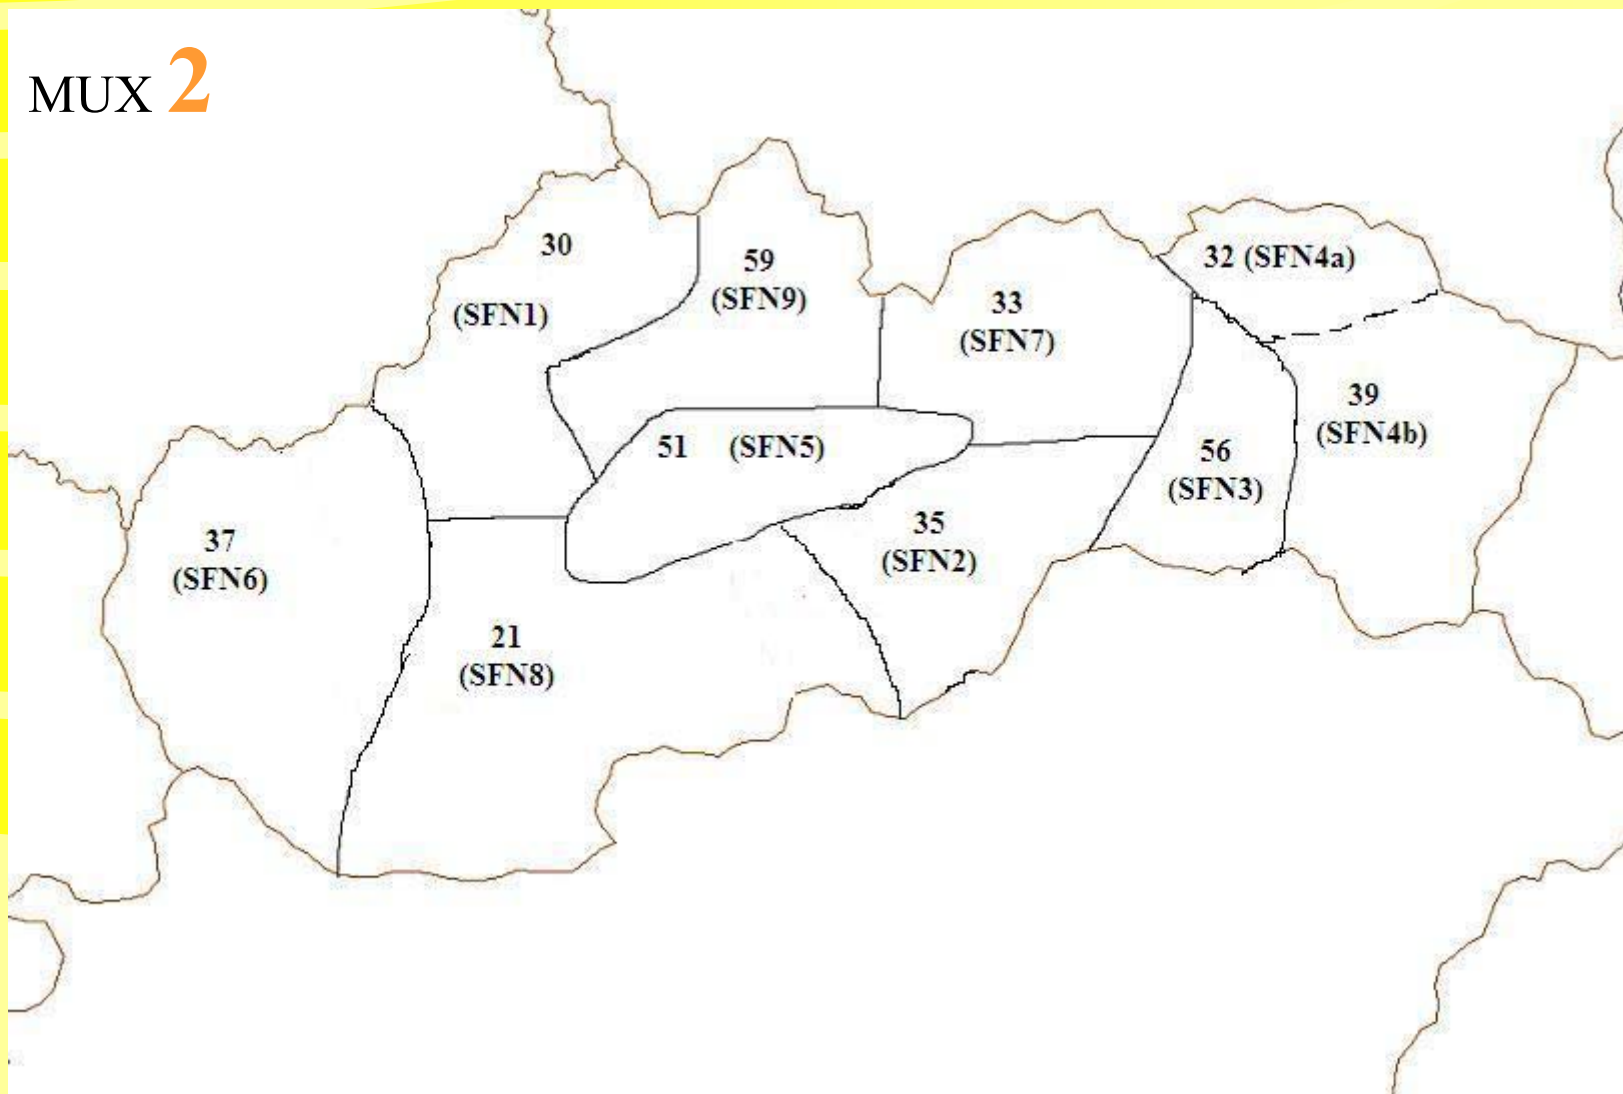 MUX 2
30
(SFN1)
59
(SFN9)
33
(SFN7)
32 (SFN4a)
39
(SFN4b)
51 (SFN5)
56
(SFN3)
37
(SFN6)
35
(SFN2)
21
(SFN8)